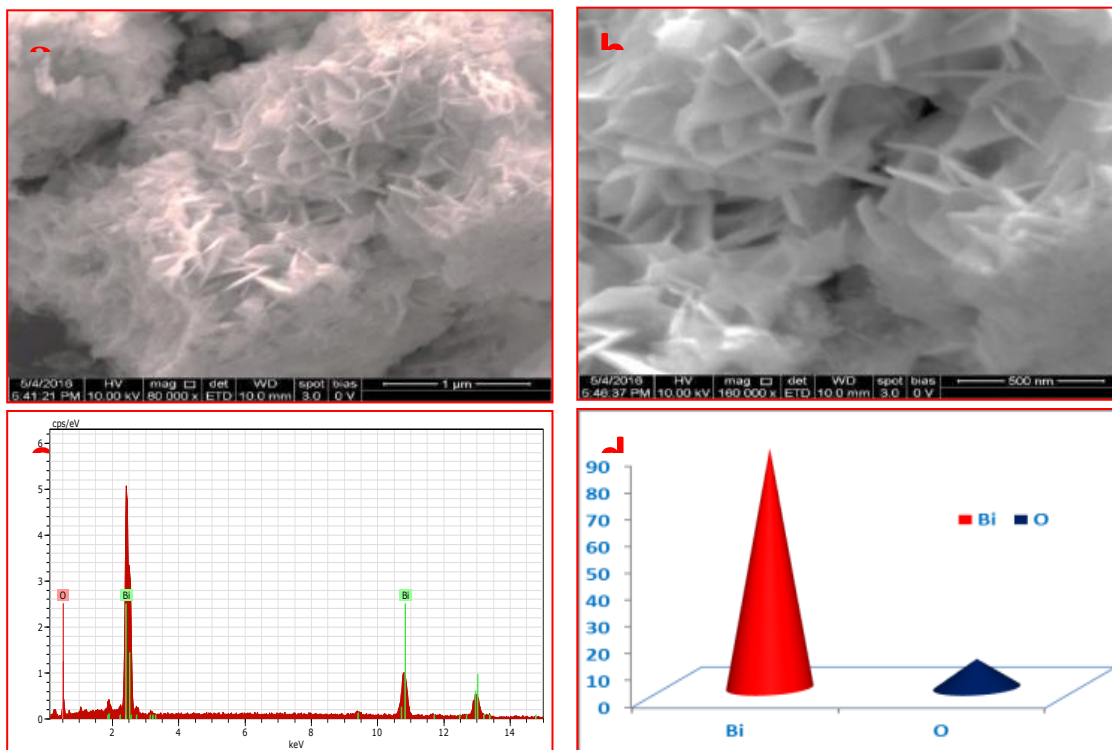 a
b
5/4/2016 HV mag □ det WD spot bias
5:41:21 PM 10.00 kV 80 000 x ETD 10.0 mm 3.0 0 V
1 µm
5/4/2016 HV mag □ det WD spot bias
5:46:37 PM 10.00 kV 160 000 x ETD 10.0 mm 3.0 0 V
500 nm
cps/eV
6
5
4
3
2
1
0
O
Bi
Bi
2 4 6 8 10 12 14
keV
d
90
80
70
60
50
40
30
20
10
0
Bi O
Bi O